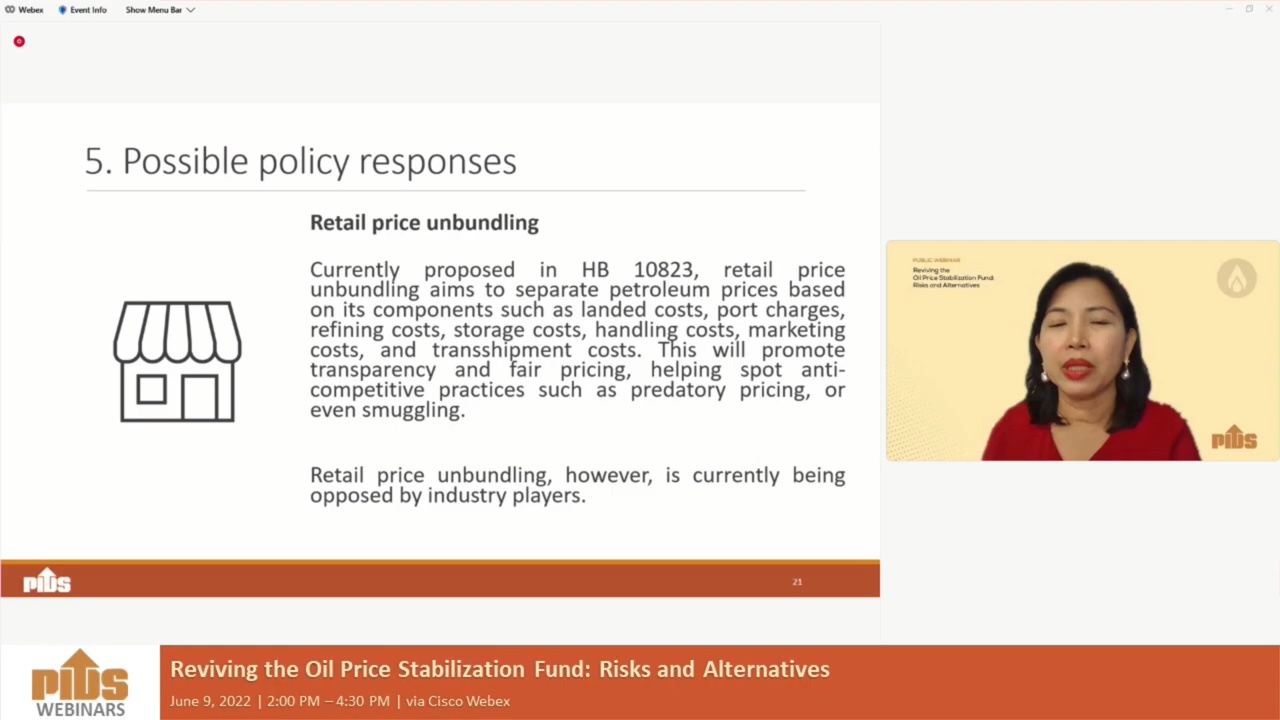 Webex Event Info Show Menu Bar
5. Possible policy responses
Retail price unbundling
Currently proposed in HB 10823, retail price
unbundling aims to separate petroleum prices based
on its components such as landed costs, port charges,
refining costs, storage costs, handling costs, marketing
costs, and transshipment costs. This will promote
transparency and fair pricing, helping spot anti-
competitive practices such as predatory pricing, or
even smuggling.
Retail price unbundling, however, is currently being
opposed by industry players.
pids
21
PUBLIC WEBINAR
Reviving the
Oil Price Stabilization Fund:
Risks and Alternatives
pids
pids
WEBINARS
Reviving the Oil Price Stabilization Fund: Risks and Alternatives
June 9, 2022 | 2:00 PM – 4:30 PM | via Cisco Webex